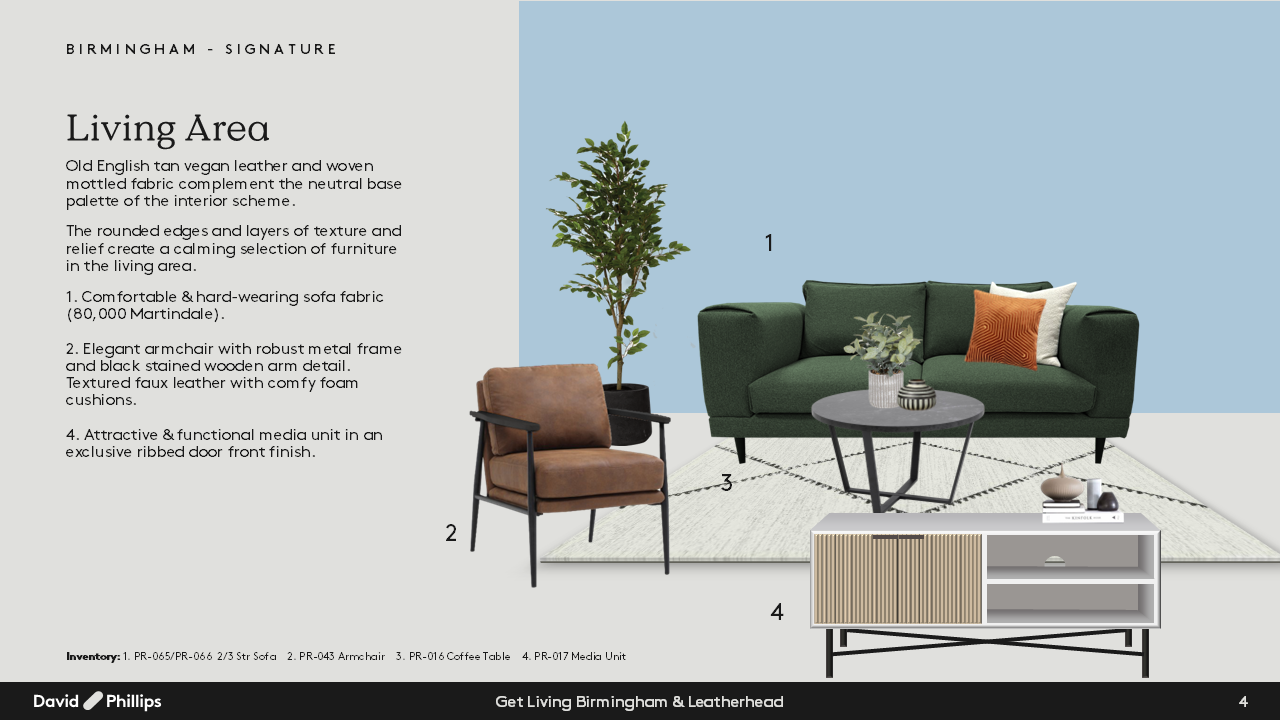 BIRMINGHAM - SIGNATURE
Living Area
Old English tan vegan leather and woven
mottled fabric complement the neutral base
palette of the interior scheme.
The rounded edges and layers of texture and
relief create a calming selection of furniture
in the living area.
1. Comfortable & hard-wearing sofa fabric
(80,000 Martindale).
2. Elegant armchair with robust metal frame
and black stained wooden arm detail.
Textured faux leather with comfy foam
cushions.
4. Attractive & functional media unit in an
exclusive ribbed door front finish.
1
2
3
4
Inventory: 1. PR-065/PR-066 2/3 Str Sofa 2. PR-043 Armchair 3. PR-016 Coffee Table 4. PR-017 Media Unit
David Phillips
Get Living Birmingham & Leatherhead
4